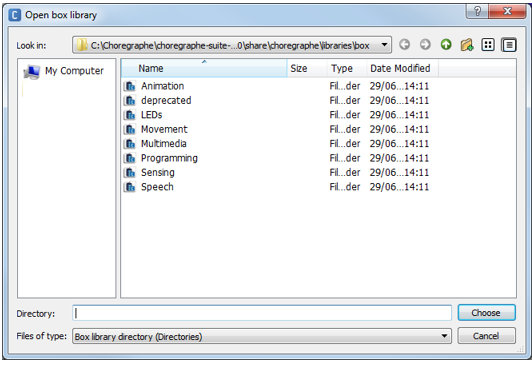 Open box library
Look in: C:\Choregraphe\choregraphe-suite-...0\share\choregraphe\libraries\box
My Computer
Name Size Type Date Modified
Animation Fil...der 29/06...14:11
deprecated Fil...der 29/06...14:11
LEDs Fil...der 29/06...14:11
Movement Fil...der 29/06...14:11
Multimedia Fil...der 29/06...14:11
Programming Fil...der 29/06...14:11
Sensing Fil...der 29/06...14:11
Speech Fil...der 29/06...14:11
Directory: Choose
Files of type: Box library directory (Directories) Cancel